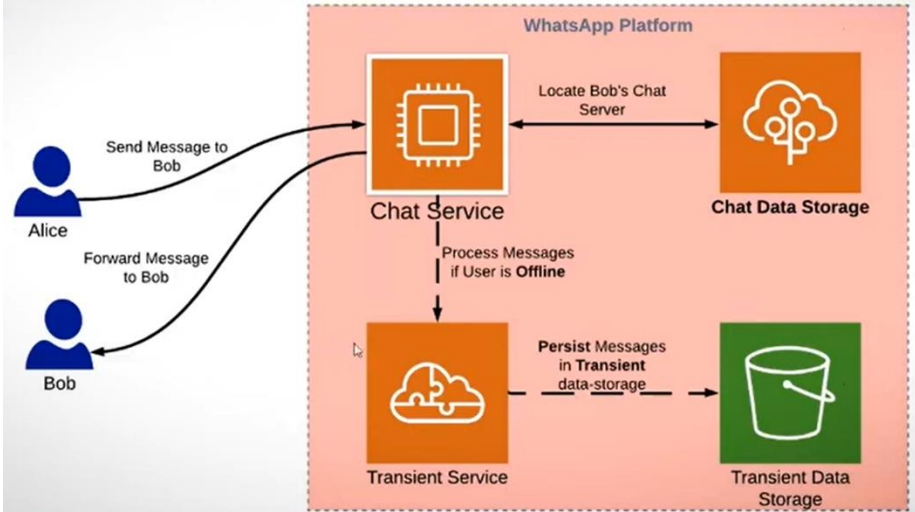 WhatsApp Platform
Send Message to
Bob
Alice
Forward Message
to Bob
Bob
Chat Service
Locate Bob's Chat
Server
Chat Data Storage
Process Messages
if User is Offline
Transient Service
Persist Messages
in Transient
data-storage
Transient Data
Storage